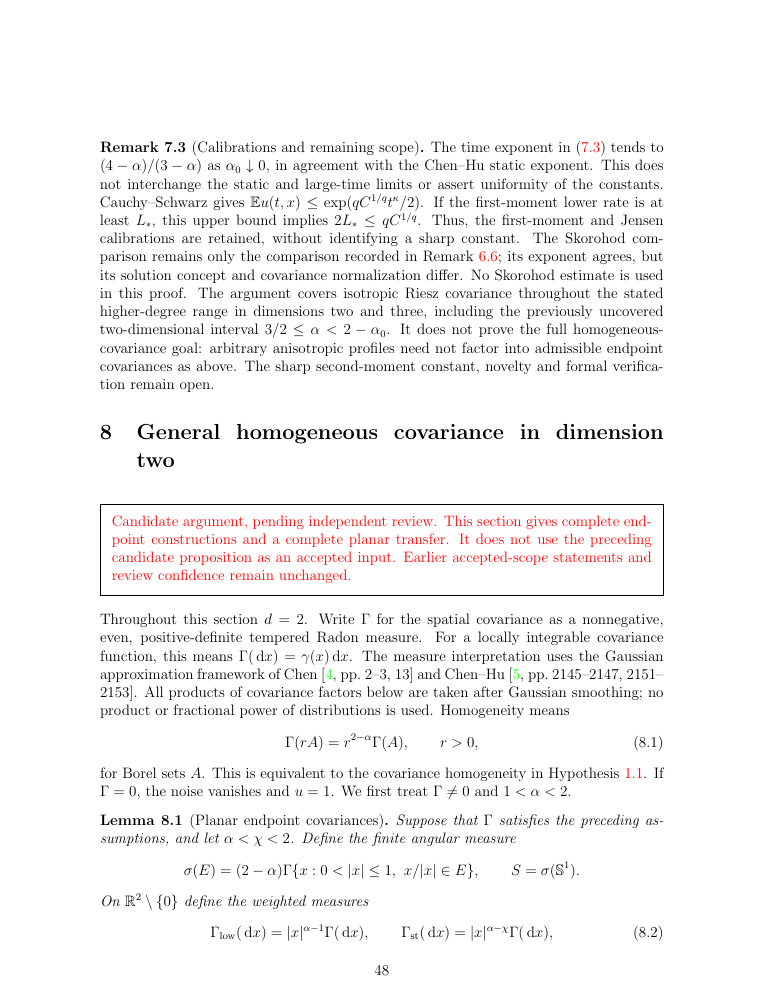 Remark 7.3 (Calibrations and remaining scope). The time exponent in (7.3) tends to
(4 − α)/(3 − α) as α₀ ↓ 0, in agreement with the Chen–Hu static exponent. This does
not interchange the static and large-time limits or assert uniformity of the constants.
Cauchy–Schwarz gives 𝔼u(t, x) ≤ exp(qC^{1/q}t^κ/2). If the first-moment lower rate is at
least L_*, this upper bound implies 2L_* ≤ qC^{1/q}. Thus, the first-moment and Jensen
calibrations are retained, without identifying a sharp constant. The Skorohod com-
parison remains only the comparison recorded in Remark 6.6; its exponent agrees, but
its solution concept and covariance normalization differ. No Skorohod estimate is used
in this proof. The argument covers isotropic Riesz covariance throughout the stated
higher-degree range in dimensions two and three, including the previously uncovered
two-dimensional interval 3/2 ≤ α < 2 − α₀. It does not prove the full homogeneous-
covariance goal: arbitrary anisotropic profiles need not factor into admissible endpoint
covariances as above. The sharp second-moment constant, novelty and formal verifica-
tion remain open.
8 General homogeneous covariance in dimension
two
Candidate argument, pending independent review. This section gives complete end-
point constructions and a complete planar transfer. It does not use the preceding
candidate proposition as an accepted input. Earlier accepted-scope statements and
review confidence remain unchanged.
Throughout this section d = 2. Write Γ for the spatial covariance as a nonnegative,
even, positive-definite tempered Radon measure. For a locally integrable covariance
function, this means Γ( dx) = γ(x) dx. The measure interpretation uses the Gaussian
approximation framework of Chen [4, pp. 2–3, 13] and Chen–Hu [5, pp. 2145–2147, 2151–
2153]. All products of covariance factors below are taken after Gaussian smoothing; no
product or fractional power of distributions is used. Homogeneity means
Γ(rA) = r^{2−α}Γ(A), r > 0, (8.1)
for Borel sets A. This is equivalent to the covariance homogeneity in Hypothesis 1.1. If
Γ = 0, the noise vanishes and u = 1. We first treat Γ ≠ 0 and 1 < α < 2.
Lemma 8.1 (Planar endpoint covariances). Suppose that Γ satisfies the preceding as-
sumptions, and let α < χ < 2. Define the finite angular measure
σ(E) = (2 − α)Γ{x : 0 < |x| ≤ 1, x/|x| ∈ E}, S = σ(𝕊¹).
On ℝ² \ {0} define the weighted measures
Γ_low( dx) = |x|^{α−1}Γ( dx), Γ_st( dx) = |x|^{α−χ}Γ( dx), (8.2)
48